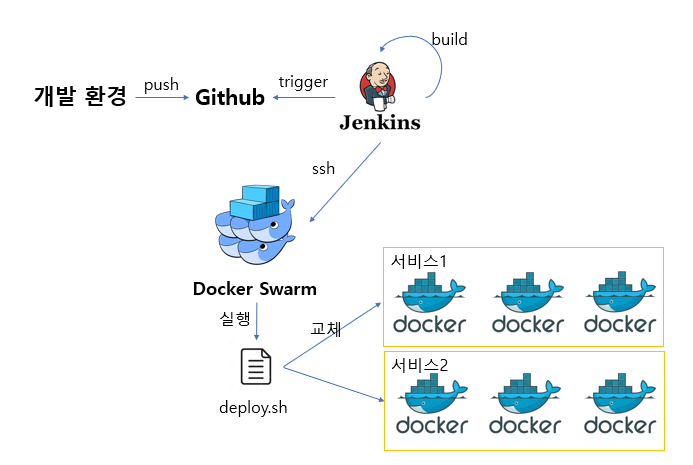 build
개발 환경
push
Github
trigger
Jenkins
ssh
Docker Swarm
실행
deploy.sh
교체
서비스1
docker
docker
docker
서비스2
docker
docker
docker